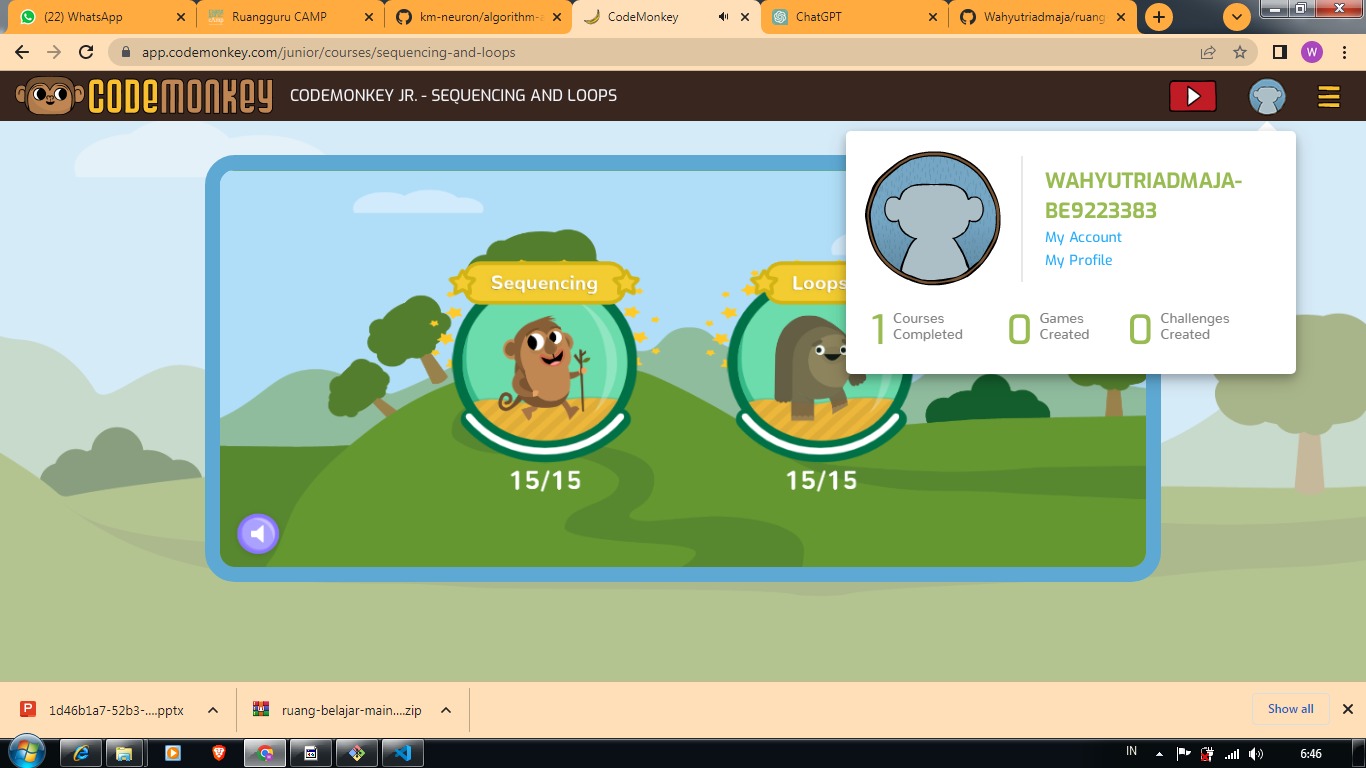 (22) WhatsApp
Ruangguru CAMP
km-neuron/algorithm-
CodeMonkey
ChatGPT
Wahyutriadmaja/ruang
app.codemonkey.com/junior/courses/sequencing-and-loops
W
CODEMONKEY
CODEMONKEY JR. - SEQUENCING AND LOOPS
WAHYUTRIADMAJA-
BE9223383
My Account
My Profile
1 Courses
Completed
0 Games
Created
0 Challenges
Created
Sequencing
Loops
15/15
15/15
1d46b1a7-52b3-....pptx
ruang-belajar-main....zip
Show all
IN
6:46